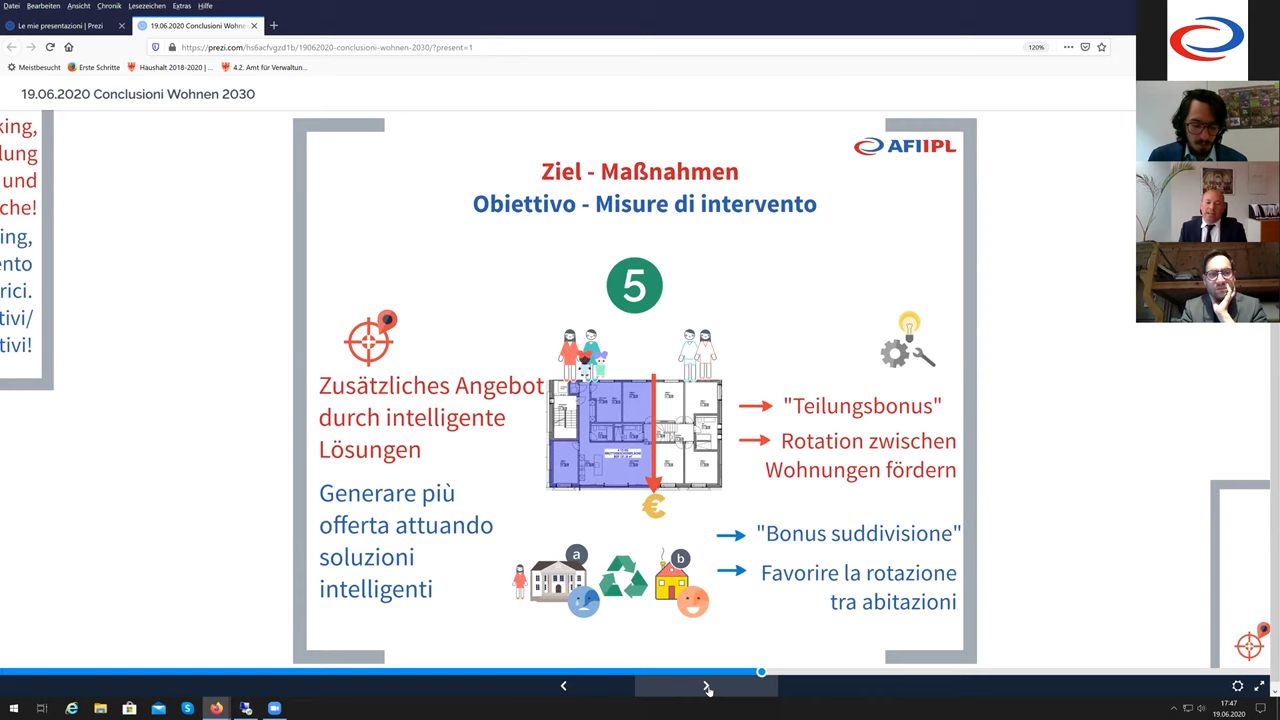 Datei Bearbeiten Ansicht Chronik Lesezeichen Extras Hilfe
Le mie presentazioni | Prezi
19.06.2020 Conclusioni Wohne
https://prezi.com/hs6acfvgzd1b/19062020-conclusioni-wohnen-2030/?present=1
120%
Meistbesucht Erste Schritte Haushalt 2018-2020 | ... 4.2. Amt für Verwaltun...
19.06.2020 Conclusioni Wohnen 2030
king,
lung
und
che!
ing,
ento
rici.
tivi/
tivi!
AFIIPL
Ziel - Maßnahmen
Obiettivo - Misure di intervento
5
Zusätzliches Angebot
durch intelligente
Lösungen
Generare più
offerta attuando
soluzioni
intelligenti
€
a
b
"Teilungsbonus"
Rotation zwischen
Wohnungen fördern
"Bonus suddivisione"
Favorire la rotazione
tra abitazioni
17:47
19.06.2020